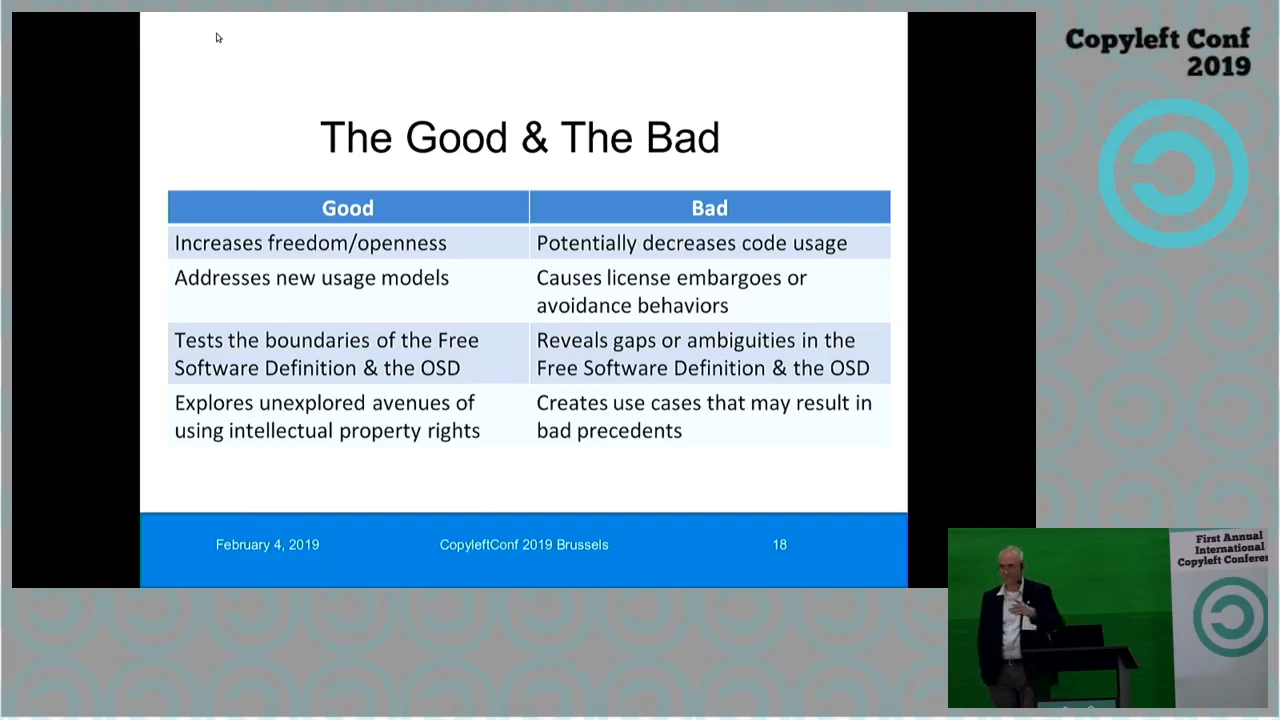 Copyleft Conf
2019
The Good & The Bad
Good
Bad
Increases freedom/openness
Potentially decreases code usage
Addresses new usage models
Causes license embargoes or
avoidance behaviors
Tests the boundaries of the Free
Software Definition & the OSD
Reveals gaps or ambiguities in the
Free Software Definition & the OSD
Explores unexplored avenues of
using intellectual property rights
Creates use cases that may result in
bad precedents
February 4, 2019
CopyleftConf 2019 Brussels
18
First Annual
International
Copyleft Confere